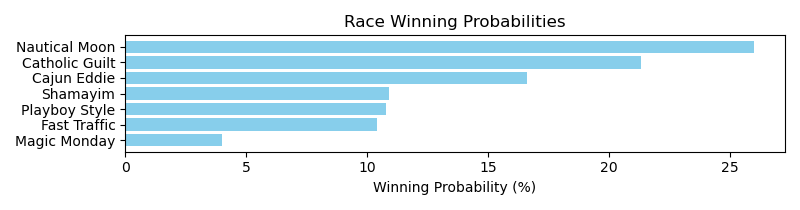 Race Winning Probabilities
Nautical Moon
Catholic Guilt
Cajun Eddie
Shamayim
Playboy Style
Fast Traffic
Magic Monday
0 5 10 15 20 25
Winning Probability (%)